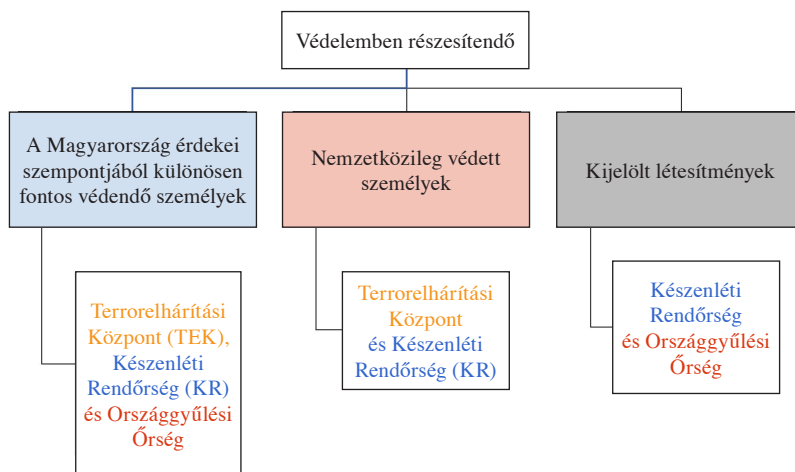 Védelemben részesítendő
A Magyarország érdekei
szempontjából különösen
fontos védendő személyek
Nemzetközileg védett
személyek
Kijelölt létesítmények
Terrorelhárítási
Központ (TEK),
Készenléti
Rendőrség (KR)
és Országgyűlési
Őrség
Terrorelhárítási
Központ
és Készenléti
Rendőrség (KR)
Készenléti
Rendőrség
és Országgyűlési
Őrség